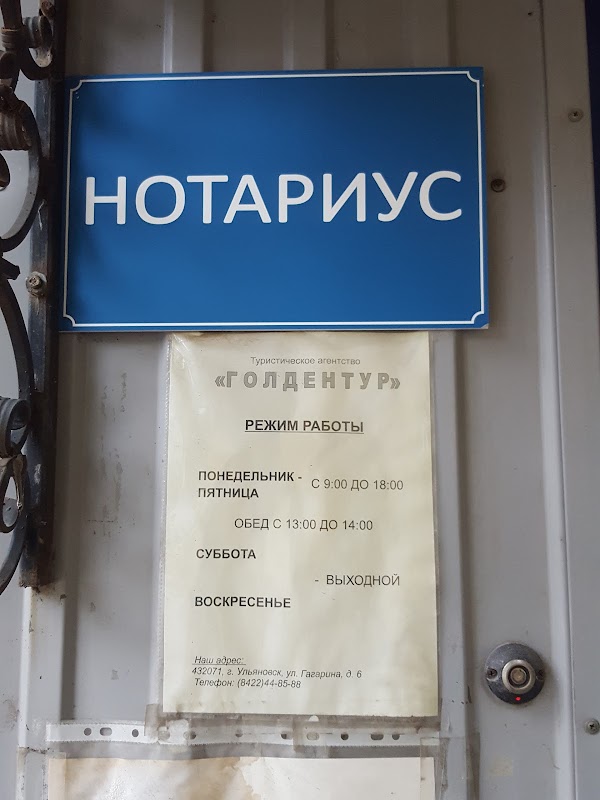 НОТАРИУС
Туристическое агентство
«ГОЛДЕНТУР»
РЕЖИМ РАБОТЫ
ПОНЕДЕЛЬНИК - С 9:00 ДО 18:00
ПЯТНИЦА
ОБЕД С 13:00 ДО 14:00
СУББОТА
- ВЫХОДНОЙ
ВОСКРЕСЕНЬЕ
Наш адрес:
432071, г. Ульяновск, ул. Гагарина, д. 6
Телефон: (8422)44-85-88